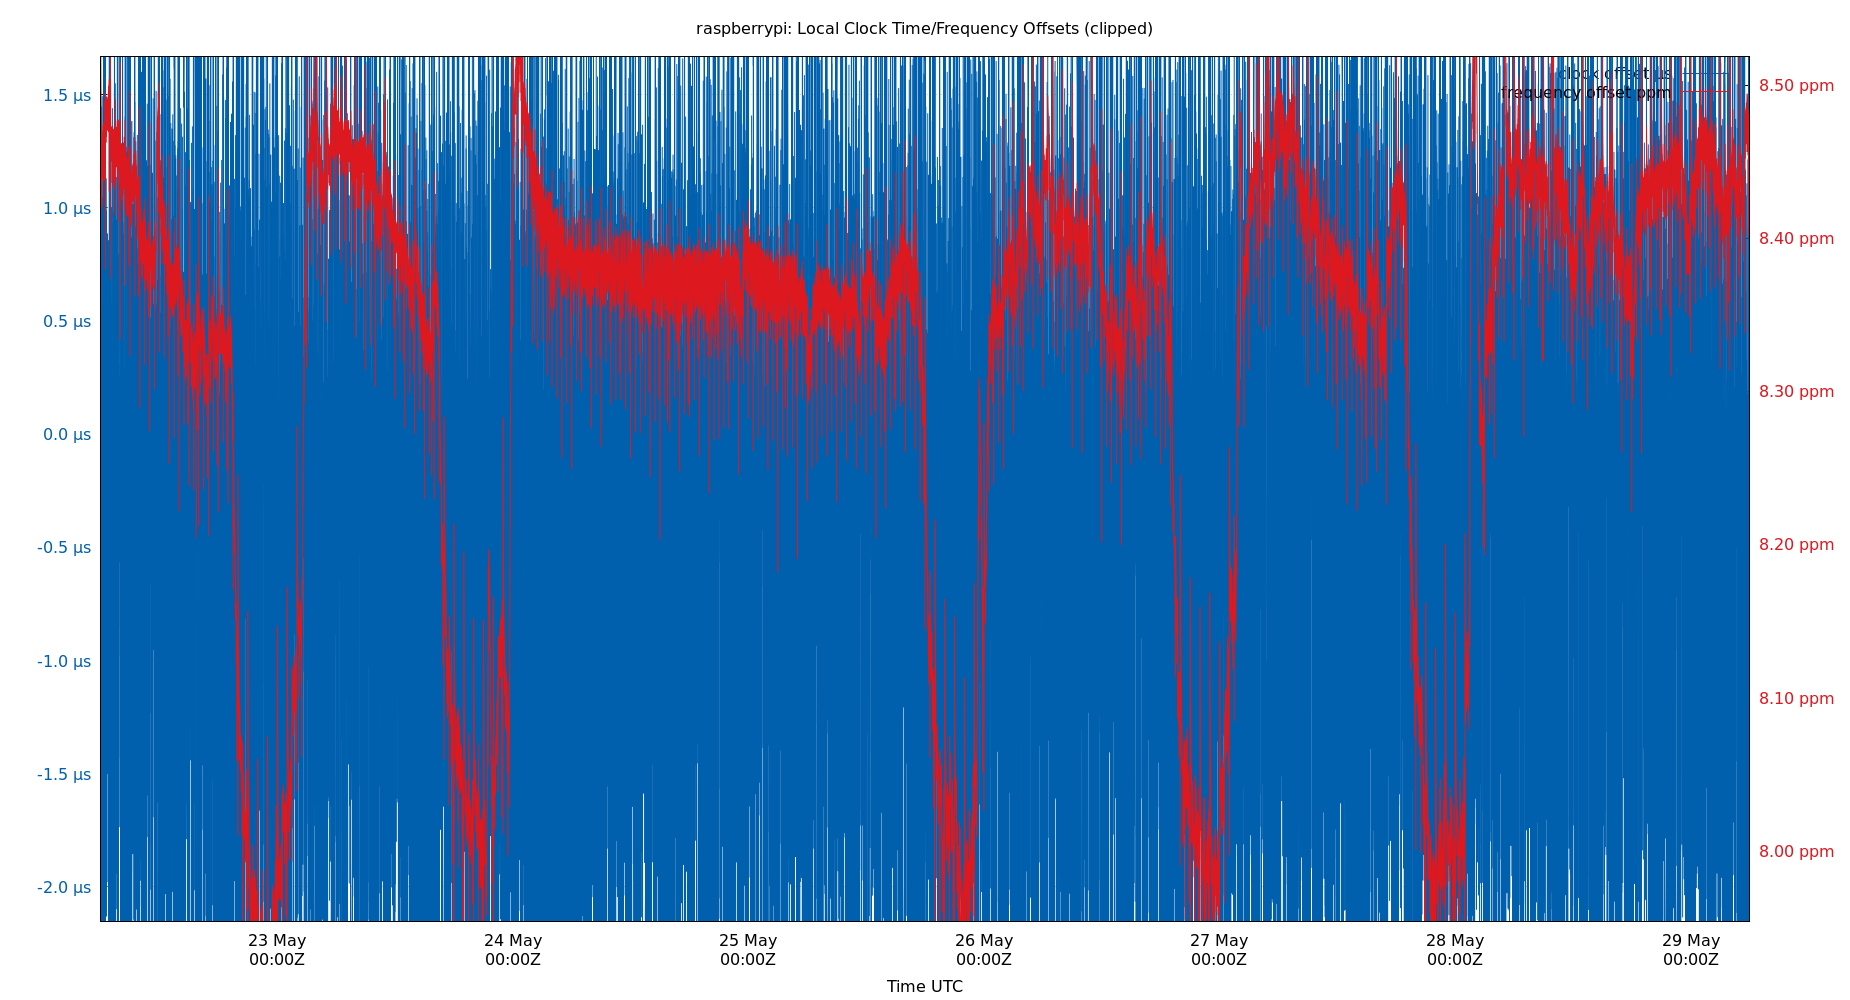 raspberrypi: Local Clock Time/Frequency Offsets (clipped)
clock offset µs
frequency offset ppm
1.5 µs
1.0 µs
0.5 µs
0.0 µs
-0.5 µs
-1.0 µs
-1.5 µs
-2.0 µs
8.50 ppm
8.40 ppm
8.30 ppm
8.20 ppm
8.10 ppm
8.00 ppm
23 May
00:00Z
24 May
00:00Z
25 May
00:00Z
26 May
00:00Z
27 May
00:00Z
28 May
00:00Z
29 May
00:00Z
Time UTC